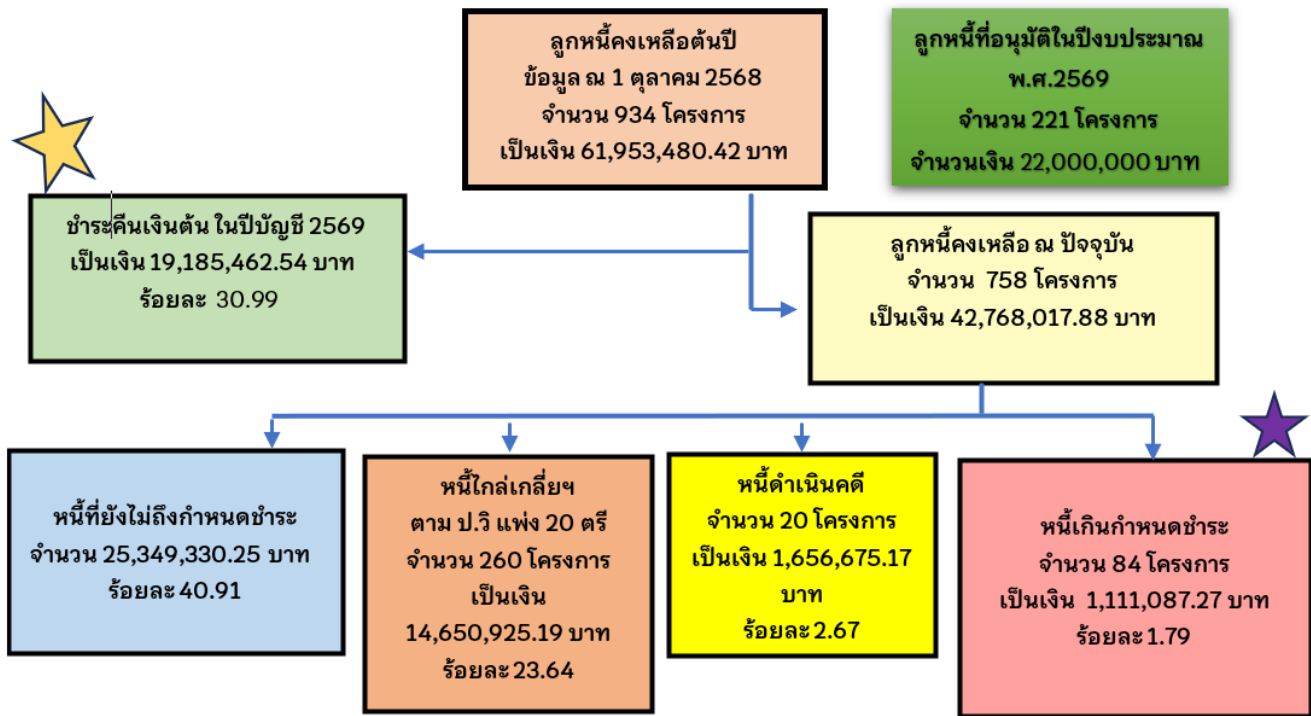 ลูกหนี้คงเหลือต้นปี
ข้อมูล ณ 1 ตุลาคม 2568
จำนวน 934 โครงการ
เป็นเงิน 61,953,480.42 บาท
ลูกหนี้ที่อนุมัติในปีงบประมาณ
พ.ศ.2569
จำนวน 221 โครงการ
จำนวนเงิน 22,000,000 บาท
ชำระคืนเงินต้น ในปีบัญชี 2569
เป็นเงิน 19,185,462.54 บาท
ร้อยละ 30.99
ลูกหนี้คงเหลือ ณ ปัจจุบัน
จำนวน 758 โครงการ
เป็นเงิน 42,768,017.88 บาท
หนี้ที่ยังไม่ถึงกำหนดชำระ
จำนวน 25,349,330.25 บาท
ร้อยละ 40.91
หนี้ไกล่เกลี่ยฯ
ตาม ป.วิ แพ่ง 20 ตรี
จำนวน 260 โครงการ
เป็นเงิน
14,650,925.19 บาท
ร้อยละ 23.64
หนี้ดำเนินคดี
จำนวน 20 โครงการ
เป็นเงิน 1,656,675.17
บาท
ร้อยละ 2.67
หนี้เกินกำหนดชำระ
จำนวน 84 โครงการ
เป็นเงิน 1,111,087.27 บาท
ร้อยละ 1.79